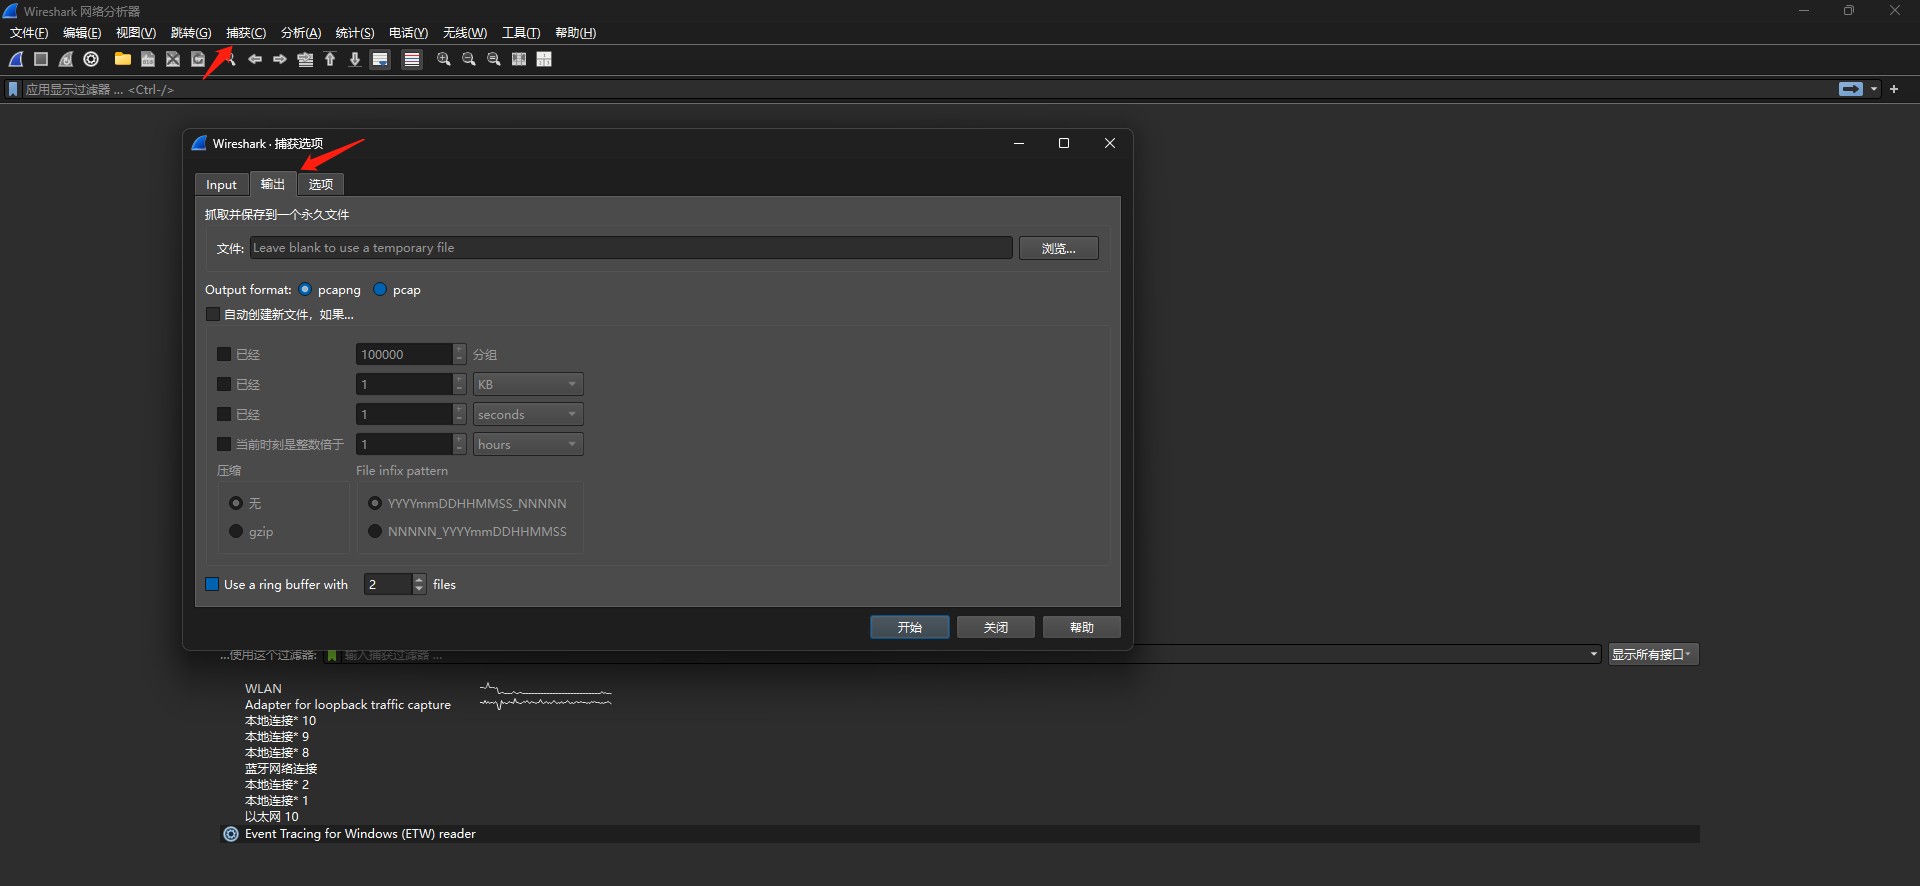 Wireshark 网络分析器
文件(F) 编辑(E) 视图(V) 跳转(G) 捕获(C) 分析(A) 统计(S) 电话(Y) 无线(W) 工具(T) 帮助(H)
应用显示过滤器 … <Ctrl-/>
Wireshark · 捕获选项
Input 输出 选项
抓取并保存到一个永久文件
文件: Leave blank to use a temporary file 浏览...
Output format: pcapng pcap
自动创建新文件，如果...
已经 100000 分组
已经 1 KB
已经 1 seconds
当前时刻是整数倍于 1 hours
压缩 File infix pattern
无 YYYYmmDDHHMMSS_NNNNN
gzip NNNNN_YYYYmmDDHHMMSS
Use a ring buffer with 2 files
开始 关闭 帮助
…使用这个过滤器: 输入捕获过滤器 … 显示所有接口
WLAN
Adapter for loopback traffic capture
本地连接* 10
本地连接* 9
本地连接* 8
蓝牙网络连接
本地连接* 2
本地连接* 1
以太网 10
Event Tracing for Windows (ETW) reader